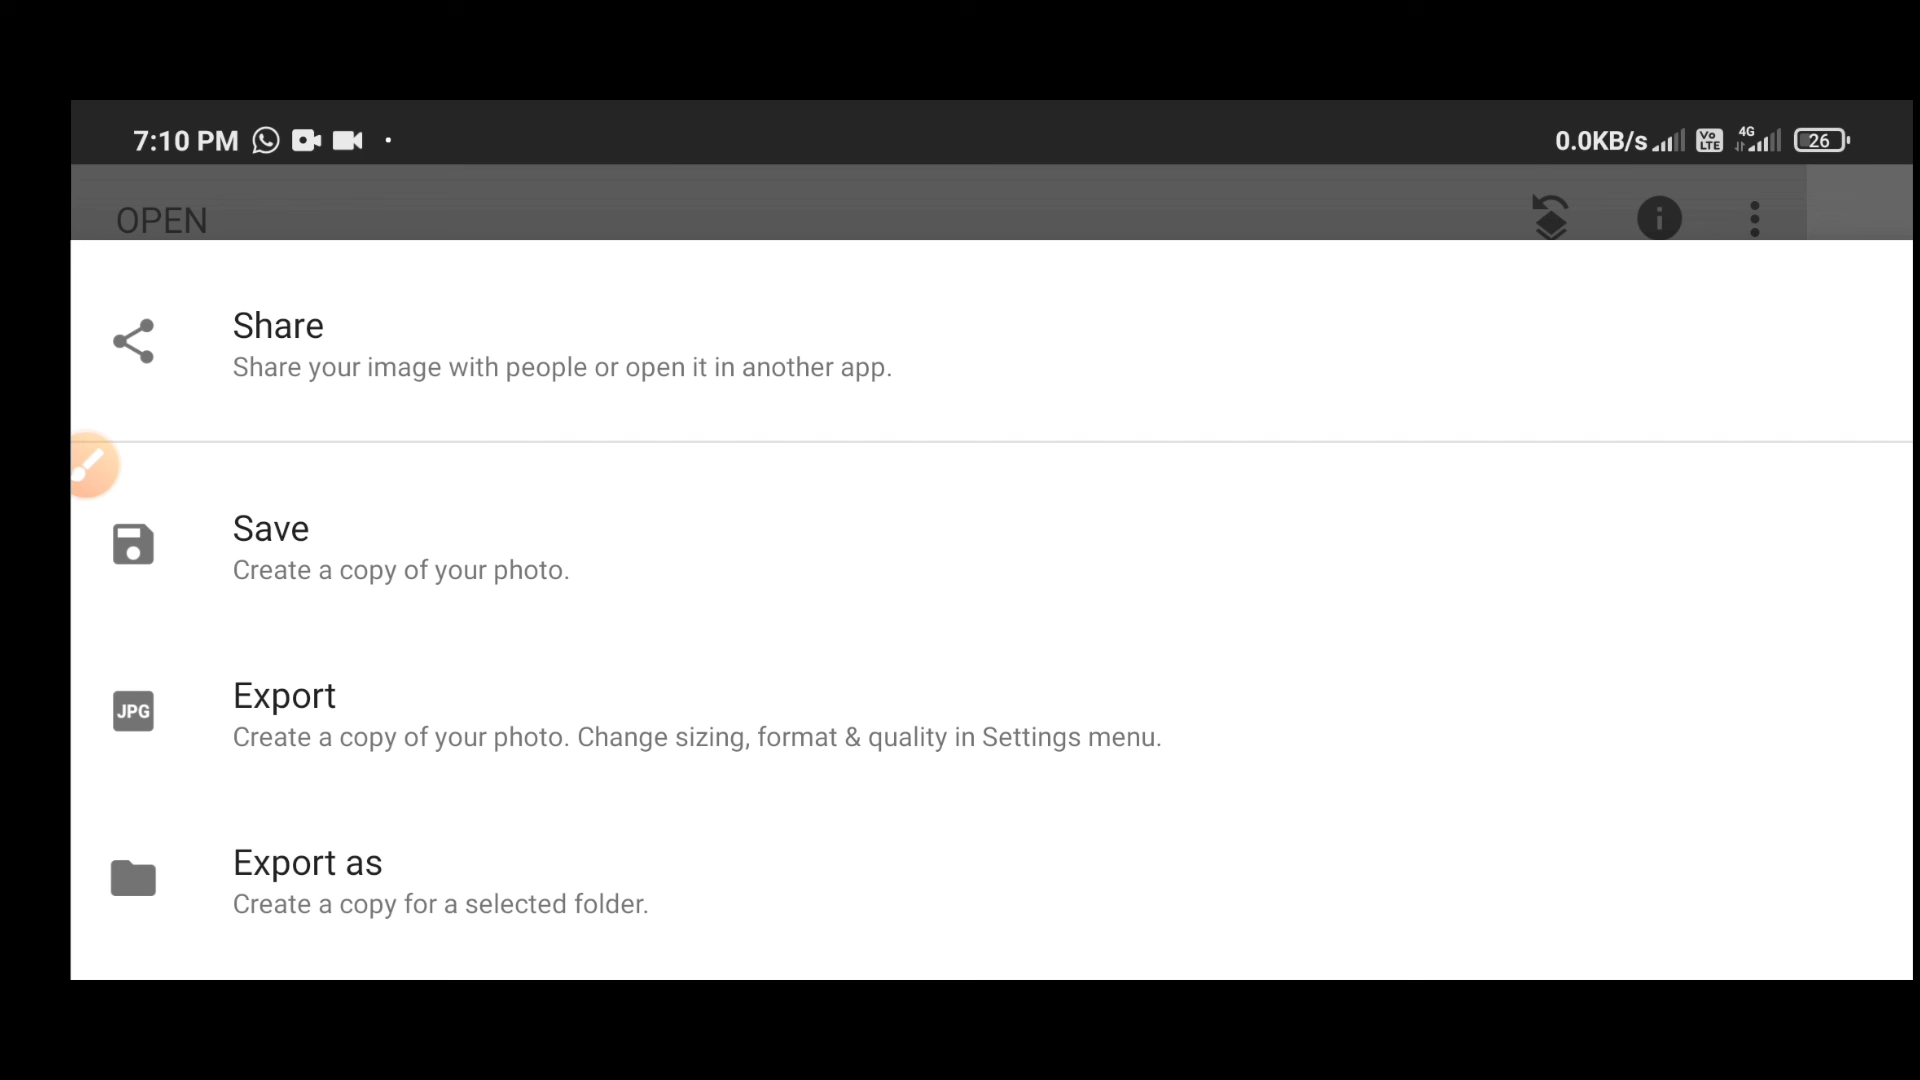 7:10 PM 0.0KB/s Vo LTE 4G 26
OPEN
Share
Share your image with people or open it in another app.
Save
Create a copy of your photo.
JPG Export
Create a copy of your photo. Change sizing, format & quality in Settings menu.
Export as
Create a copy for a selected folder.